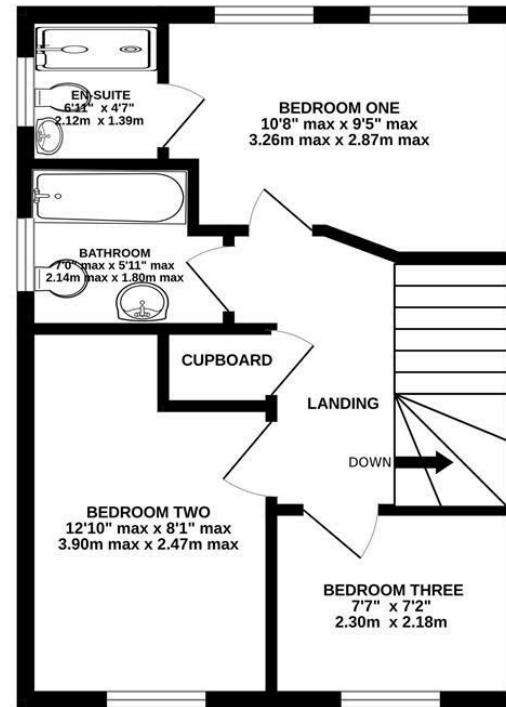 EN-SUITE
6'11" x 4'7"
2.12m x 1.39m
BEDROOM ONE
10'8" max x 9'5" max
3.26m max x 2.87m max
BATHROOM
7'0" max x 5'11" max
2.14m max x 1.80m max
CUPBOARD
LANDING
DOWN
BEDROOM TWO
12'10" max x 8'1" max
3.90m max x 2.47m max
BEDROOM THREE
7'7" x 7'2"
2.30m x 2.18m